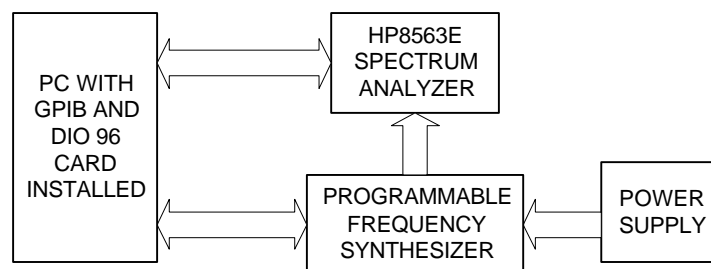 PC WITH
GPIB AND
DIO 96
CARD
INSTALLED
HP8563E
SPECTRUM
ANALYZER
PROGRAMMABLE
FREQUENCY
SYNTHESIZER
POWER
SUPPLY